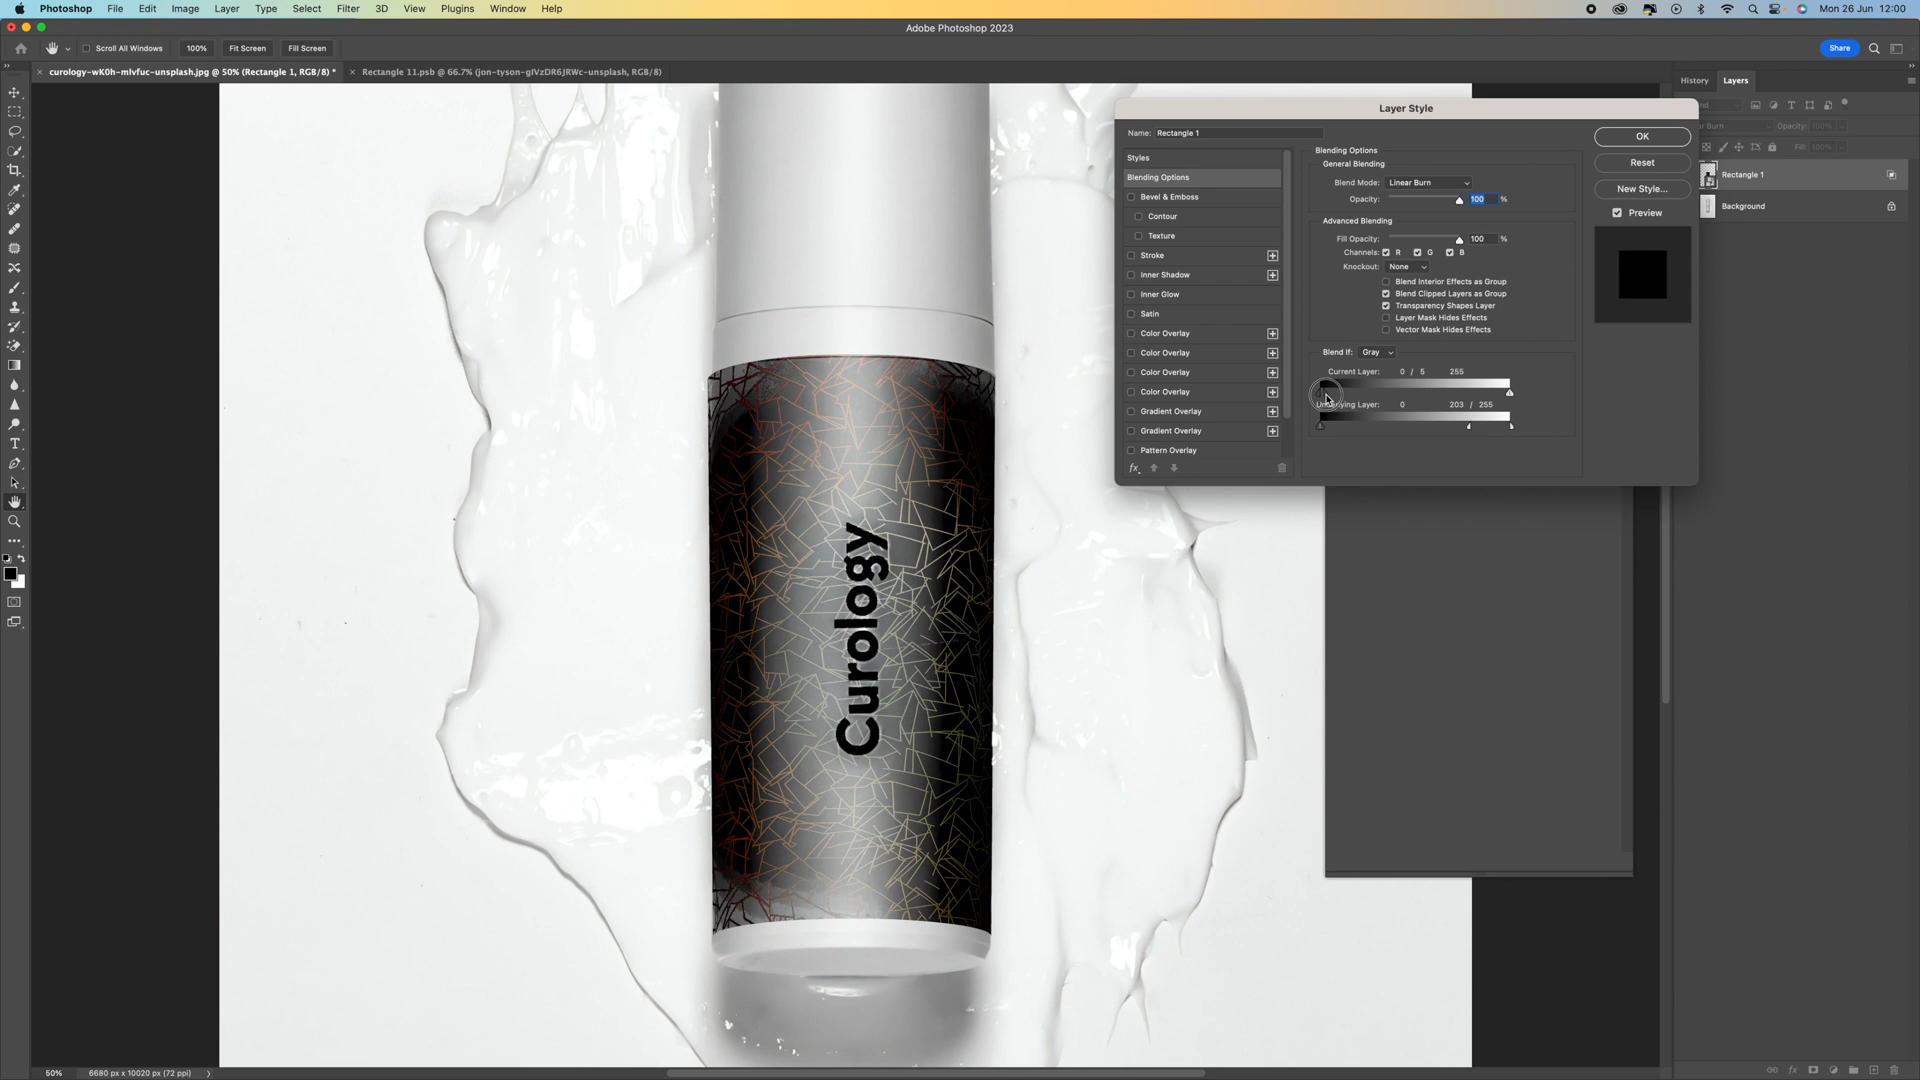 Photoshop File Edit Image Layer Type Select Filter 3D View Plugins Window Help Mon 26 Jun 12:00
Adobe Photoshop 2023
Scroll All Windows 100% Fit Screen Fill Screen Share
curology-wK0h-mlvfuc-unsplash.jpg @ 50% (Rectangle 1, RGB/8) * Rectangle 11.psb @ 66.7% (jon-tyson-gIVzDR6JRWc-unsplash, RGB/8)
History Layers
Opacity: 100%
Fill: 100%
Rectangle 1
Background
Layer Style
Name: Rectangle 1
Styles
Blending Options
Bevel & Emboss
Contour
Texture
Stroke
Inner Shadow
Inner Glow
Satin
Color Overlay
Color Overlay
Color Overlay
Color Overlay
Gradient Overlay
Gradient Overlay
Pattern Overlay
fx
Blending Options
General Blending
Blend Mode: Linear Burn
Opacity: 100 %
Advanced Blending
Fill Opacity: 100 %
Channels: R G B
Knockout: None
Blend Interior Effects as Group
Blend Clipped Layers as Group
Transparency Shapes Layer
Layer Mask Hides Effects
Vector Mask Hides Effects
Blend If: Gray
Current Layer: 0 / 5 255
Layer: 0 203 / 255
OK
Reset
New Style...
Preview
Curology
50% 6680 px x 10020 px (72 ppi)